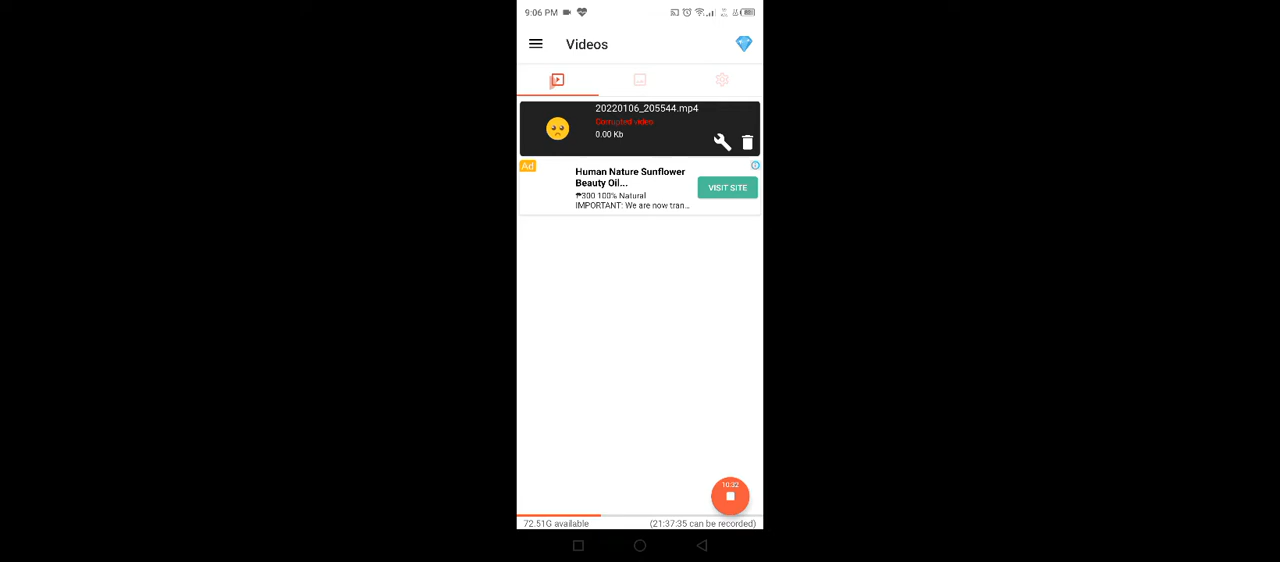 9:06 PM
Videos
20220106_205544.mp4
Corrupted video
0.00 Kb
Ad
Human Nature Sunflower
Beauty Oil...
₱300 100% Natural
IMPORTANT: We are now tran...
VISIT SITE
10:32
72.51G available
(21:37:35 can be recorded)